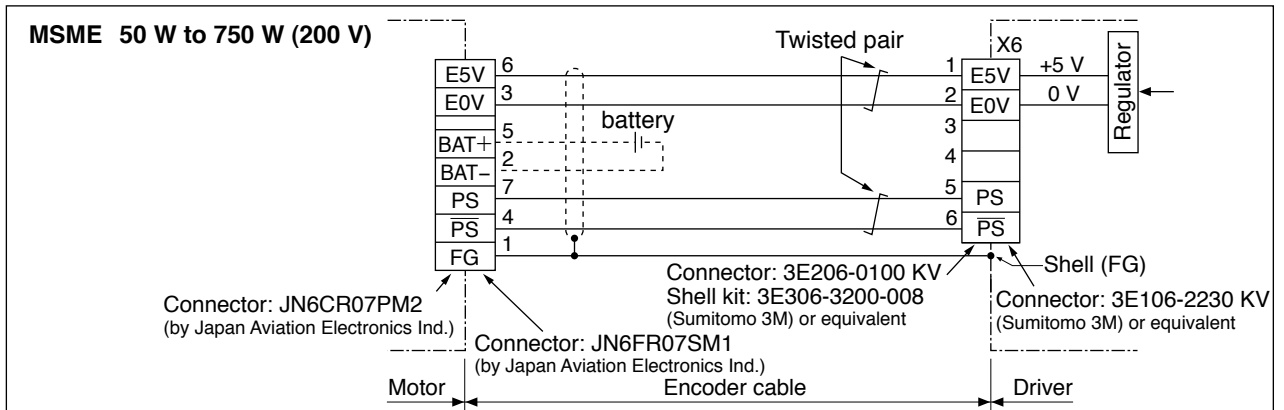 MSME 50 W to 750 W (200 V)
Twisted pair
X6
E5V 6
1 E5V +5 V
E0V 3
2 E0V 0 V
Regulator
battery
3
BAT+ 5
4
BAT− 2
PS 7
5 PS
P̅S̅ 4
6 P̅S̅
FG 1
Shell (FG)
Connector: 3E206-0100 KV
Shell kit: 3E306-3200-008
(Sumitomo 3M) or equivalent
Connector: 3E106-2230 KV
(Sumitomo 3M) or equivalent
Connector: JN6CR07PM2
(by Japan Aviation Electronics Ind.)
Connector: JN6FR07SM1
(by Japan Aviation Electronics Ind.)
Motor
Encoder cable
Driver